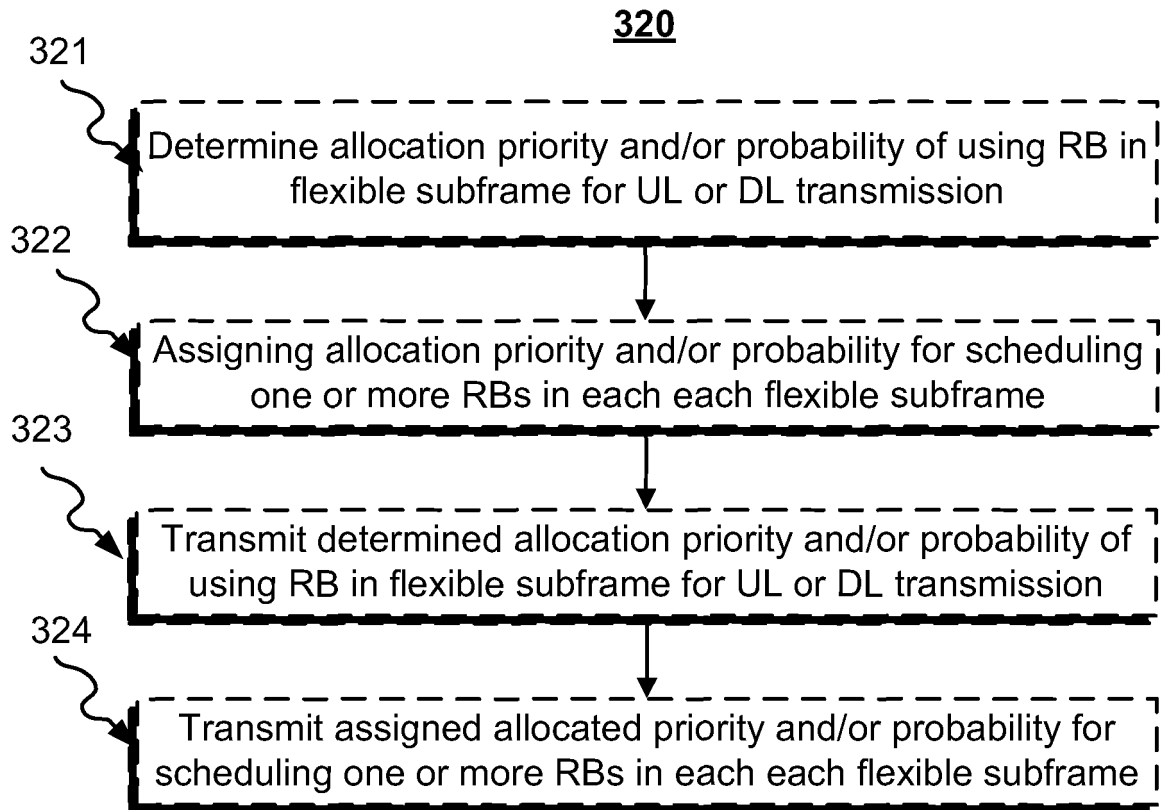 320
321
Determine allocation priority and/or probability of using RB in
flexible subframe for UL or DL transmission
322
Assigning allocation priority and/or probability for scheduling
one or more RBs in each each flexible subframe
323
Transmit determined allocation priority and/or probability of
using RB in flexible subframe for UL or DL transmission
324
Transmit assigned allocated priority and/or probability for
scheduling one or more RBs in each each flexible subframe